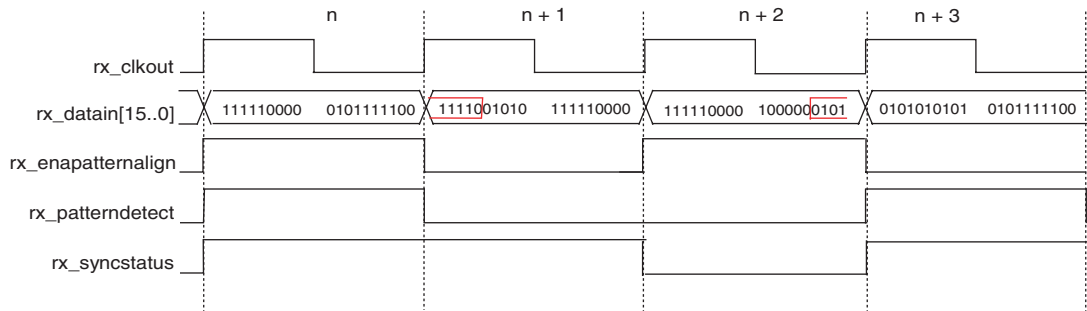 n n + 1 n + 2 n + 3
rx_clkout
rx_datain[15..0] 111110000 0101111100 1111001010 111110000 111110000 1000000101 0101010101 0101111100
rx_enapatternalign
rx_patterndetect
rx_syncstatus